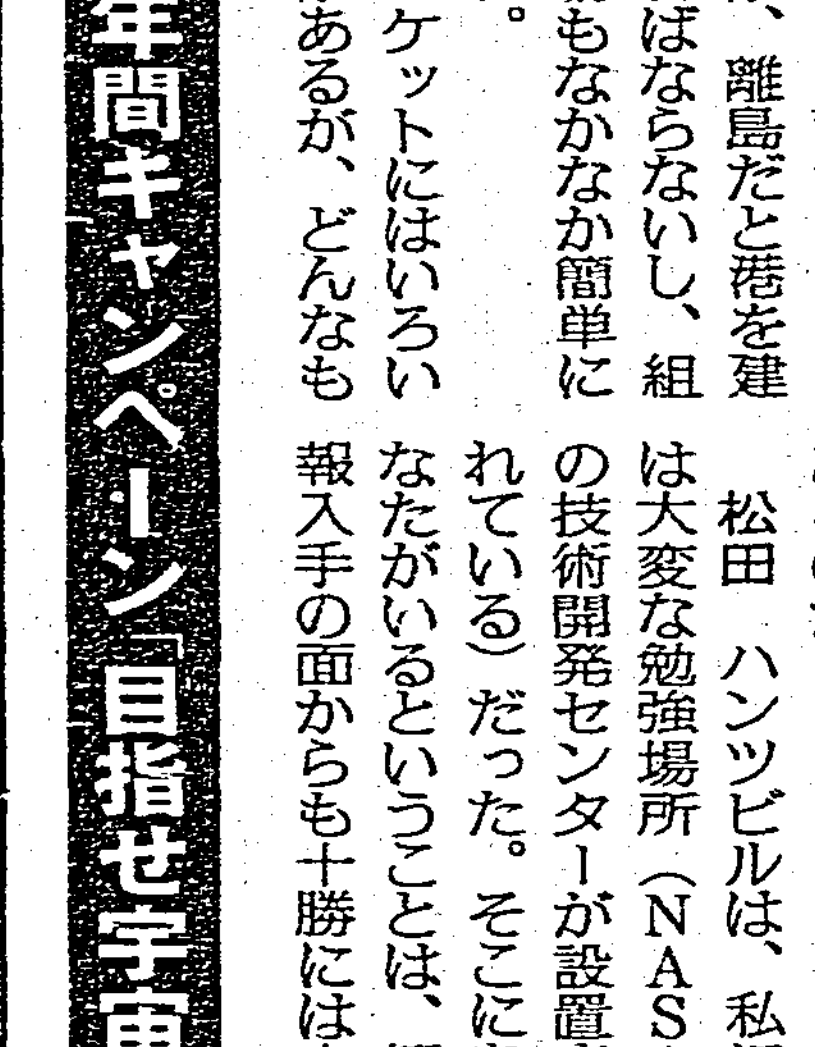 、離島だと港を建
ばならないし、組
もなかなか簡単に
。
ケットにはいろい
あるが、どんなも
松田　ハンツビルは、私
は大変な勉強場所（NAS
の技術開発センターが設置
れている）だった。そこに
なたがいるということは、
報入手の面からも十勝には
年間キャンペーン「目指せ宇宙